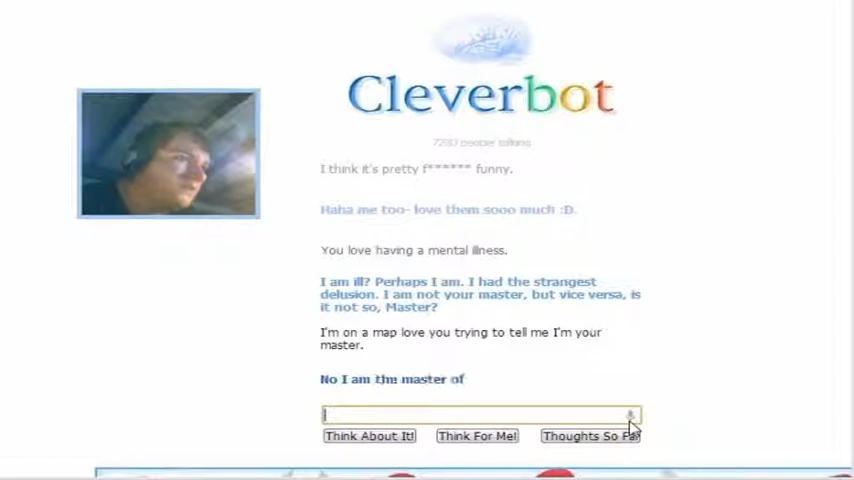 Cleverbot
people talking
I think it's pretty f****** funny.
Haha me too- love them sooo much :D.
You love having a mental illness.
I am ill? Perhaps I am. I had the strangest
delusion. I am not your master, but vice versa, is
it not so, Master?
I'm on a map love you trying to tell me I'm your
master.
No I am the master of
Think About It! Think For Me! Thoughts So Far